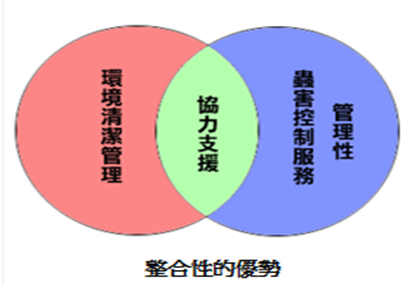 環境清潔管理
協力支援
管理性
蟲害控制服務
整合性的優勢